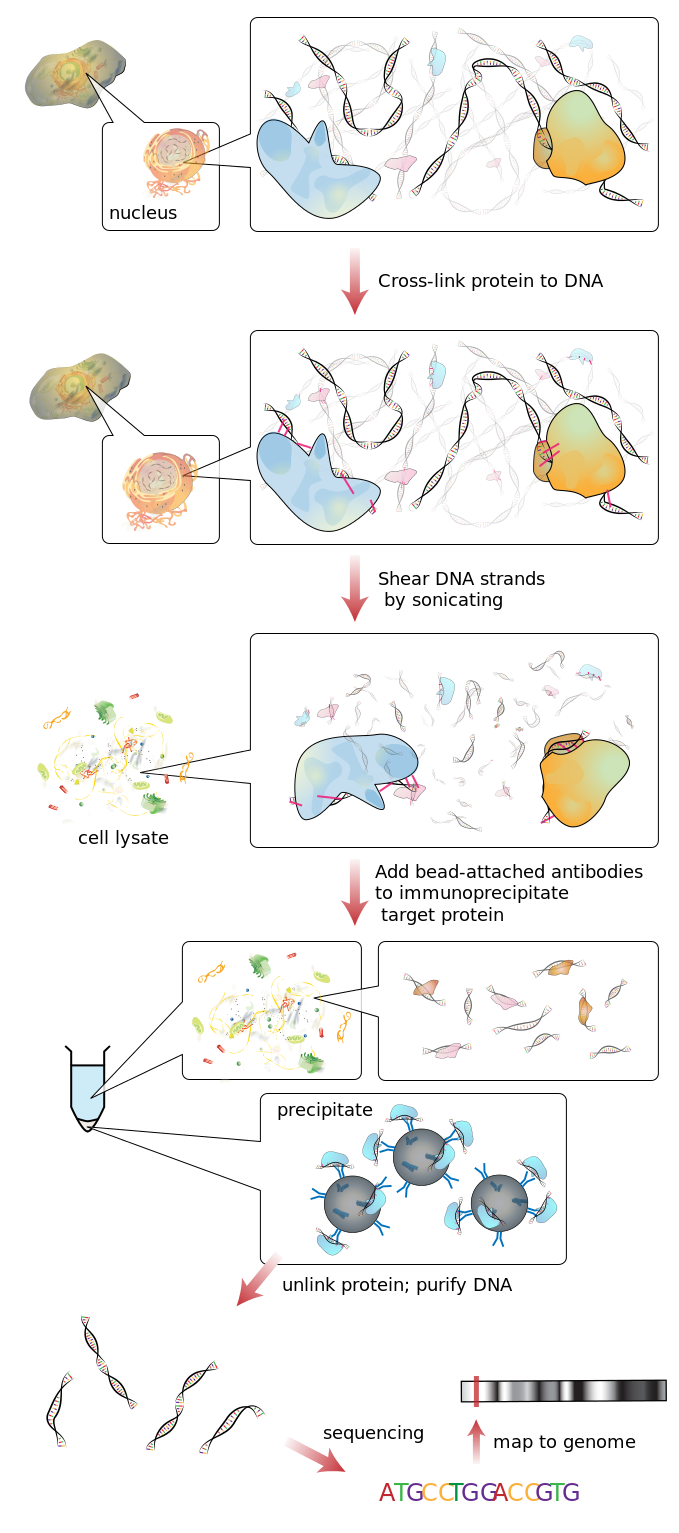 nucleus
Cross-link protein to DNA
Shear DNA strands
by sonicating
cell lysate
Add bead-attached antibodies
to immunoprecipitate
target protein
precipitate
unlink protein; purify DNA
sequencing
map to genome
ATGCCTGGACCGTG